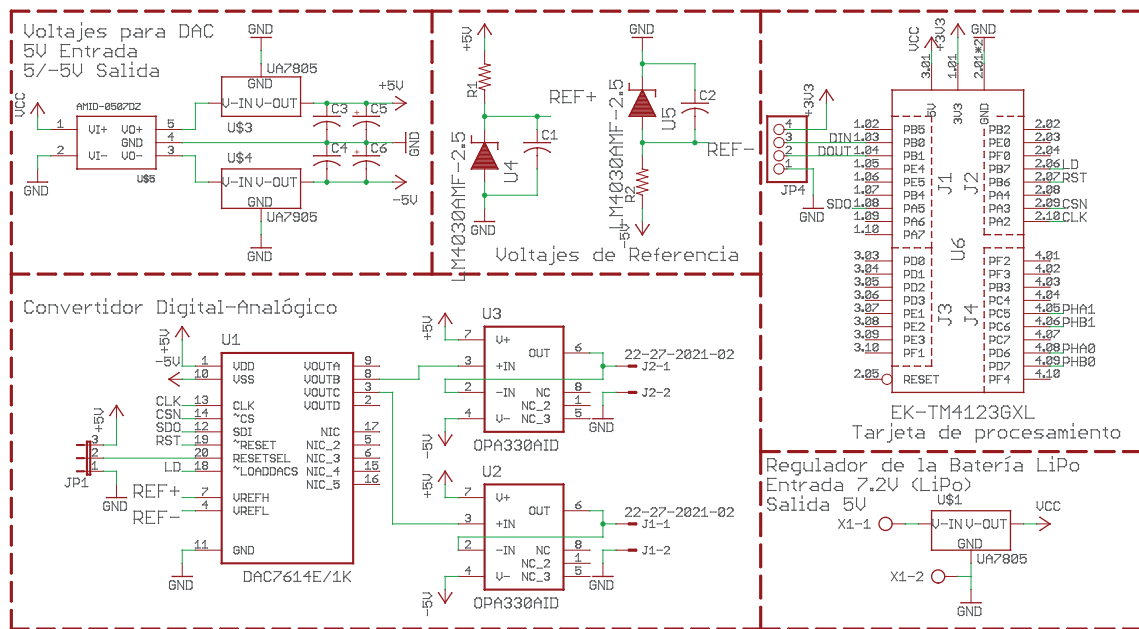 Voltajes para DAC
5V Entrada
5/-5V Salida
GND
UA7805
GND
V-IN V-OUT
U$3
+5V
VCC
AMID-0507DZ
1 VI+ VO+ 5
GND 4
2 VI- VO- 3
U$5
GND
C3
C5
C4
C6
GND
U$4
V-IN V-OUT
GND
UA7905
-5V
GND
+5V
R1
LM4030AMF-2.5
U4
C1
GND
REF+
GND
LM4030AMF-2.5
U5
C2
REF-
R2
-5V
Voltajes de Referencia
VCC
+3V3
GND
3.01
1.01
2.01*2
5V
3V3
GND
+3V3
4
3
2
1
JP4
GND
DIN
DOUT
SDO
1.02 PB5
1.03 PB0
1.04 PB1
1.05 PE4
1.06 PE5
1.07 PB4
1.08 PA5
1.09 PA6
1.10 PA7
J1
J2
PB2 2.02
PE0 2.03
PF0 2.04
PB7 2.06 LD
PB6 2.07 RST
PA4 2.08
PA3 2.09 CSN
PA2 2.10 CLK
U6
3.03 PD0
3.04 PD1
3.05 PD2
3.06 PD3
3.07 PE1
3.08 PE2
3.09 PE3
3.10 PF1
J3
J4
PF2 4.01
PF3 4.02
PB3 4.03
PC4 4.04
PC5 4.05 PHA1
PC6 4.06 PHB1
PC7 4.07
PD6 4.08 PHA0
PD7 4.09 PHB0
PF4 4.10
2.05 RESET
EK-TM4123GXL
Tarjeta de procesamiento
Convertidor Digital-Analógico
U1
+5V
-5V
1 VDD
10 VSS
CLK 13 CLK
CSN 14 ~CS
SDO 12 SDI
RST 19 ~RESET
20 RESETSEL
LD 18 ~LOADDACS
REF+ 7 VREFH
REF- 4 VREFL
11 GND
GND
VOUTA 9
VOUTB 8
VOUTC 3
VOUTD 2
NIC 17
NIC_2 5
NIC_3 6
NIC_4 15
NIC_5 16
DAC7614E/1K
+5V
3
2
1
JP1
GND
U3
+5V
7 V+
OUT 6
3 +IN
2 -IN
NC 8
NC_2 1
4 V-
NC_3 5
-5V
OPA330AID
22-27-2021-02
J2-1
J2-2
GND
U2
+5V
7 V+
OUT 6
3 +IN
2 -IN
NC 8
NC_2 1
4 V-
NC_3 5
-5V
OPA330AID
22-27-2021-02
J1-1
J1-2
GND
Regulador de la Batería LiPo
Entrada 7.2V (LiPo)
Salida 5V
U$1
VCC
X1-1
V-IN V-OUT
GND
UA7805
X1-2
GND